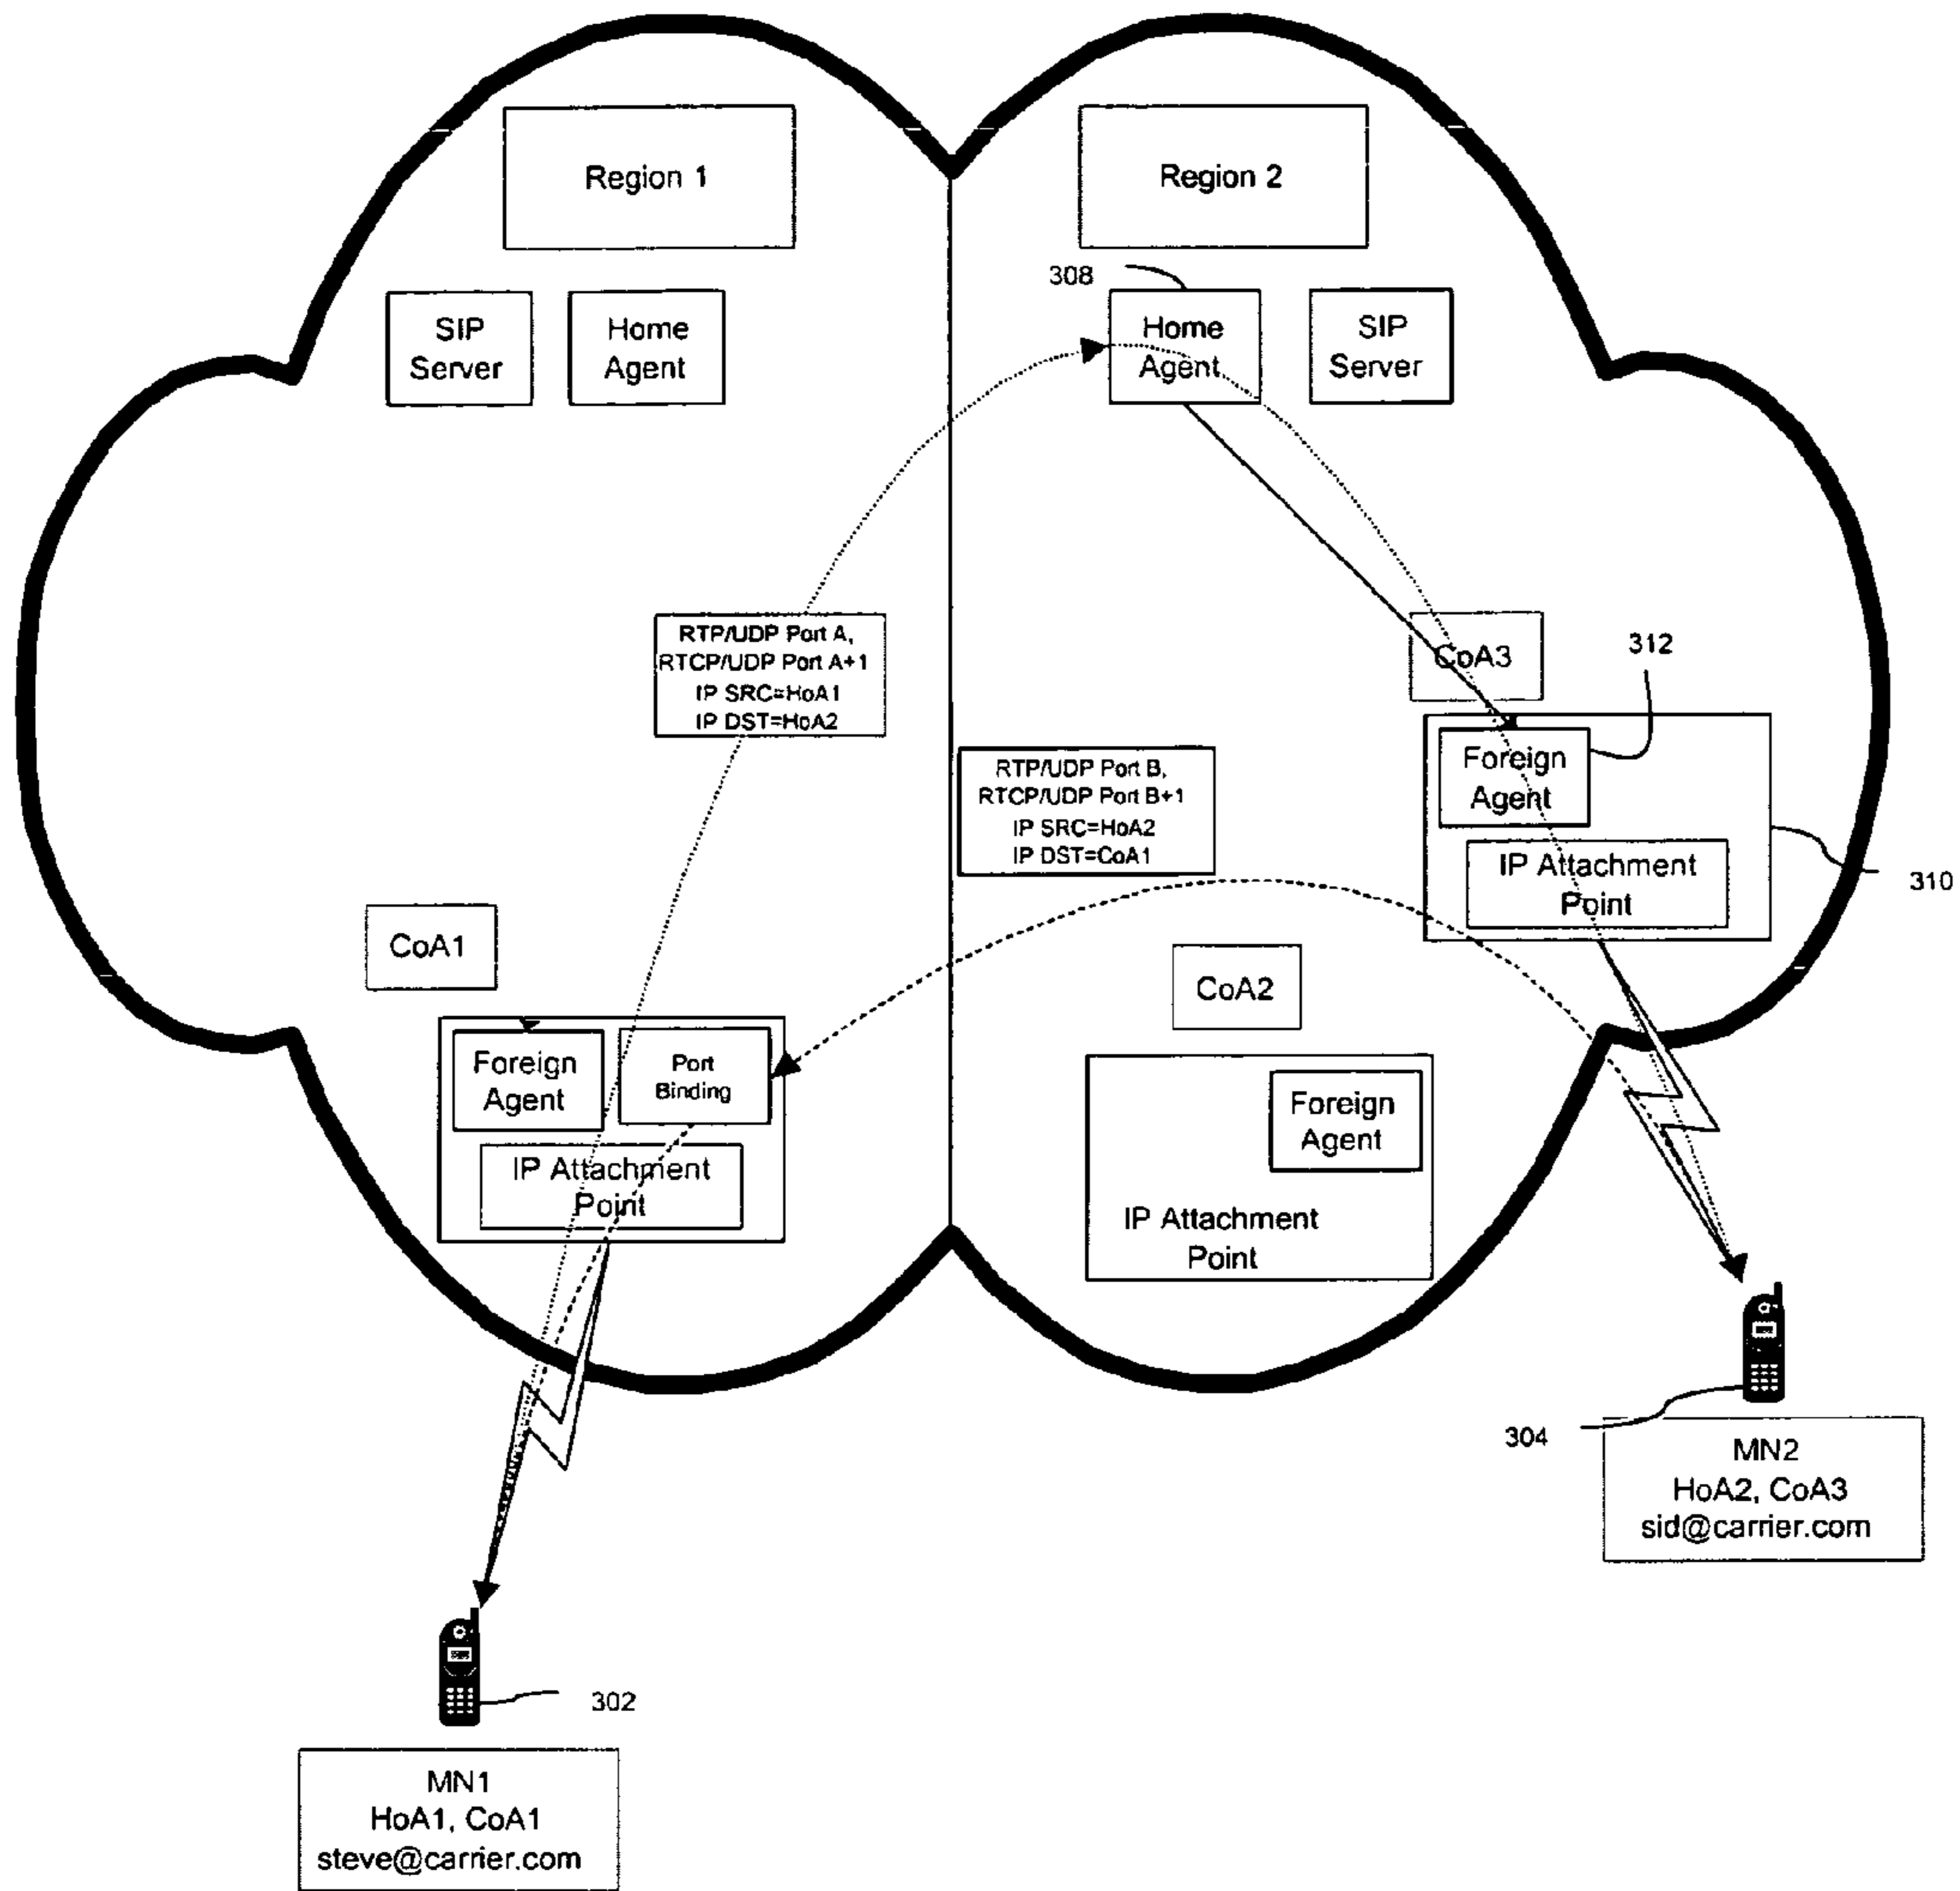 Region 1
Region 2
308
SIP
Server
Home
Agent
Home
Agent
SIP
Server
RTP/UDP Port A,
RTCP/UDP Port A+1
IP SRC=HoA1
IP DST=HoA2
CoA3
312
RTP/UDP Port B,
RTCP/UDP Port B+1
IP SRC=HoA2
IP DST=CoA1
Foreign
Agent
IP Attachment
Point
310
CoA1
CoA2
Foreign
Agent
Port
Binding
IP Attachment
Point
Foreign
Agent
IP Attachment
Point
304
MN2
HoA2, CoA3
sid@carrier.com
302
MN1
HoA1, CoA1
steve@carrier.com